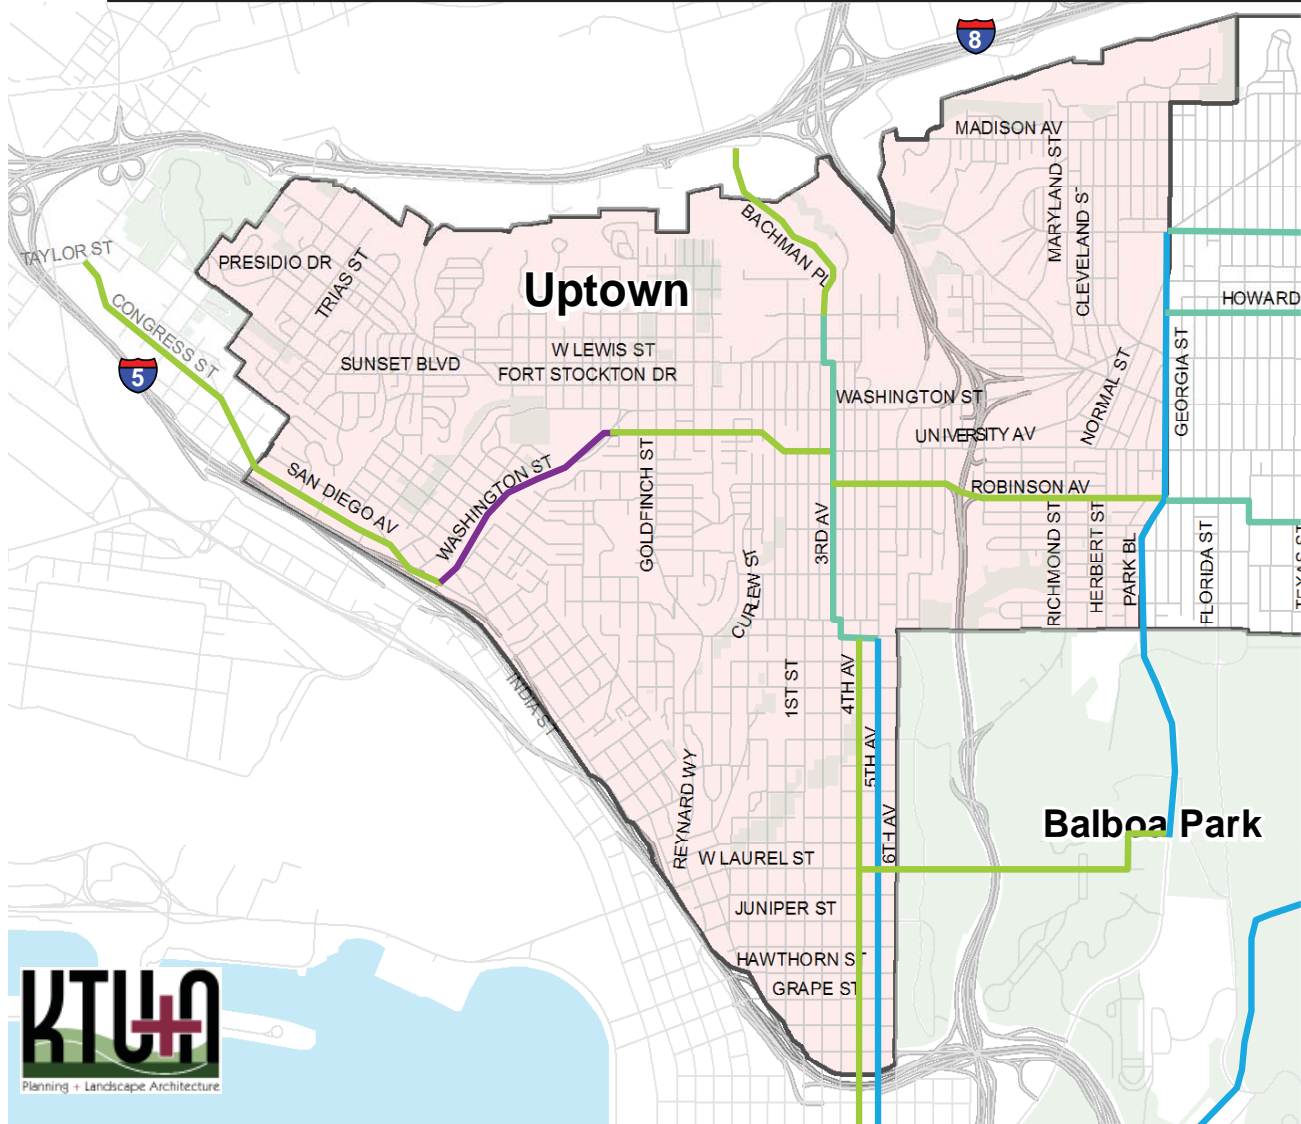 8
MADISON AV
MARYLAND ST
CLEVELAND ST
BACHMAN PL
TAYLOR ST
PRESIDIO DR
TRIAS ST
Uptown
HOWARD
CONGRESS ST
5
SUNSET BLVD
W LEWIS ST
FORT STOCKTON DR
WASHINGTON ST
NORMAL ST
GEORGIA ST
UNIVERSITY AV
SAN DIEGO AV
WASHINGTON ST
GOLDFINCH ST
ROBINSON AV
3RD AV
CURLEW ST
RICHMOND ST
HERBERT ST
PARK BL
FLORIDA ST
TEXAS ST
INDIA ST
1ST ST
4TH AV
5TH AV
REYNARD WY
6TH AV
Balboa Park
W LAUREL ST
JUNIPER ST
HAWTHORN ST
GRAPE ST
KTU+A
Planning + Landscape Architecture